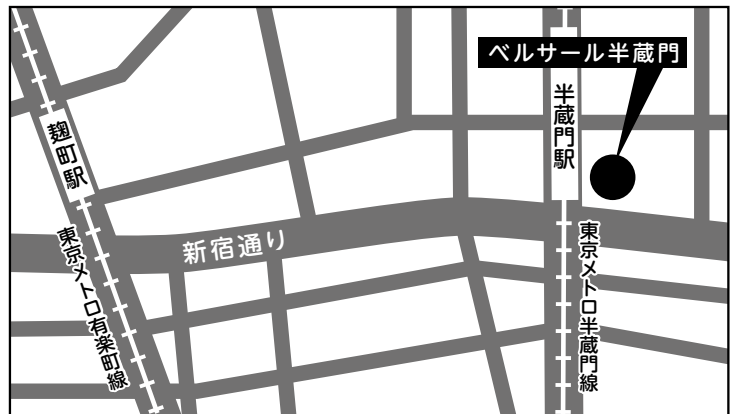 ベルサール半蔵門
半蔵門駅
麹町駅
新宿通り
東京メトロ有楽町線
東京メトロ半蔵門線